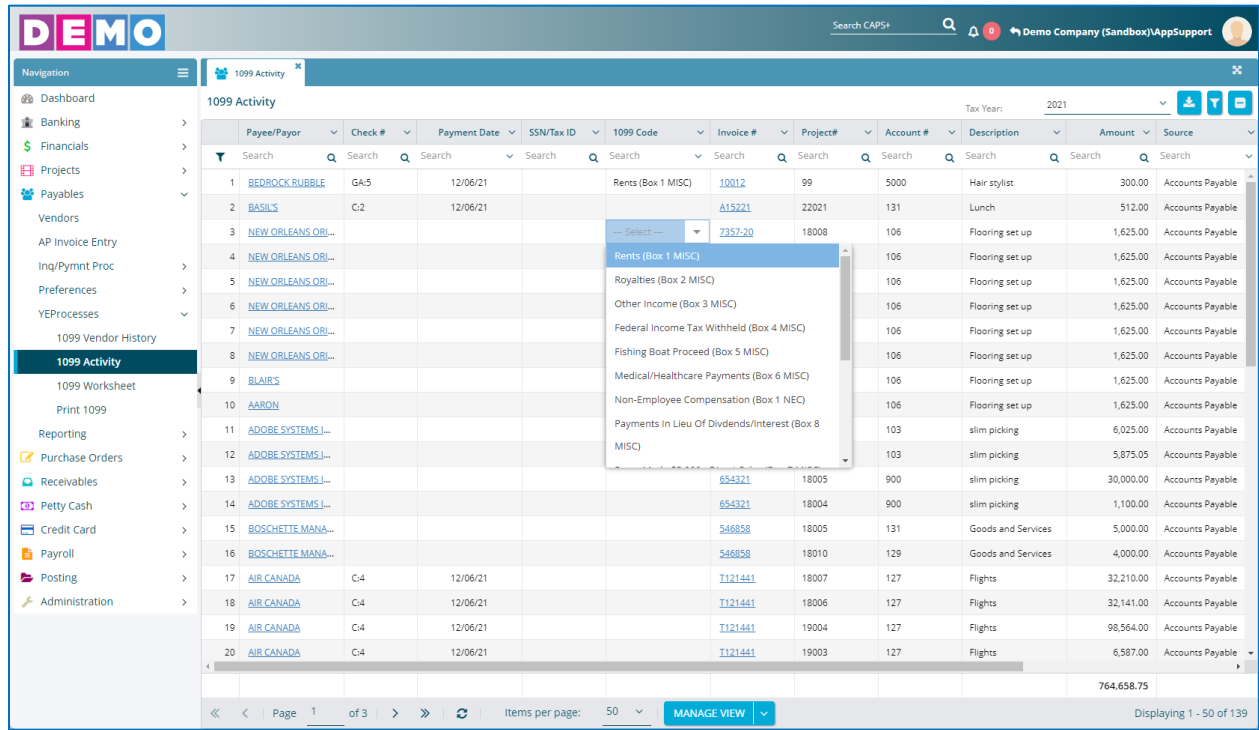 DEMO
Search CAPS+ 0 Demo Company (Sandbox)\AppSupport
Navigation
Dashboard
Banking
Financials
Projects
Payables
Vendors
AP Invoice Entry
Inq/Pymnt Proc
Preferences
YEProcesses
1099 Vendor History
1099 Activity
1099 Worksheet
Print 1099
Reporting
Purchase Orders
Receivables
Petty Cash
Credit Card
Payroll
Posting
Administration
1099 Activity
1099 Activity Tax Year: 2021
Payee/Payor Check # Payment Date SSN/Tax ID 1099 Code Invoice # Project# Account # Description Amount Source
Search Search Search Search Search Search Search Search Search Search Search
1 BEDROCK RUBBLE GA:5 12/06/21 Rents (Box 1 MISC) 10012 99 5000 Hair stylist 300.00 Accounts Payable
2 BASIL'S C:2 12/06/21 A15221 22021 131 Lunch 512.00 Accounts Payable
3 NEW ORLEANS ORI... --- Select --- 7357-20 18008 106 Flooring set up 1,625.00 Accounts Payable
4 NEW ORLEANS ORI... 106 Flooring set up 1,625.00 Accounts Payable
5 NEW ORLEANS ORI... 106 Flooring set up 1,625.00 Accounts Payable
6 NEW ORLEANS ORI... 106 Flooring set up 1,625.00 Accounts Payable
7 NEW ORLEANS ORI... 106 Flooring set up 1,625.00 Accounts Payable
8 NEW ORLEANS ORI... 106 Flooring set up 1,625.00 Accounts Payable
9 BLAIR'S 106 Flooring set up 1,625.00 Accounts Payable
10 AARON 106 Flooring set up 1,625.00 Accounts Payable
11 ADOBE SYSTEMS I... 103 slim picking 6,025.00 Accounts Payable
12 ADOBE SYSTEMS I... 103 slim picking 5,875.05 Accounts Payable
13 ADOBE SYSTEMS I... 654321 18005 900 slim picking 30,000.00 Accounts Payable
14 ADOBE SYSTEMS I... 654321 18004 900 slim picking 1,100.00 Accounts Payable
15 BOSCHETTE MANA... 546858 18005 131 Goods and Services 5,000.00 Accounts Payable
16 BOSCHETTE MANA... 546858 18010 129 Goods and Services 4,000.00 Accounts Payable
17 AIR CANADA C:4 12/06/21 T121441 18007 127 Flights 32,210.00 Accounts Payable
18 AIR CANADA C:4 12/06/21 T121441 18006 127 Flights 32,141.00 Accounts Payable
19 AIR CANADA C:4 12/06/21 T121441 19004 127 Flights 98,564.00 Accounts Payable
20 AIR CANADA C:4 12/06/21 T121441 19003 127 Flights 6,587.00 Accounts Payable
Rents (Box 1 MISC)
Royalties (Box 2 MISC)
Other Income (Box 3 MISC)
Federal Income Tax Withheld (Box 4 MISC)
Fishing Boat Proceed (Box 5 MISC)
Medical/Healthcare Payments (Box 6 MISC)
Non-Employee Compensation (Box 1 NEC)
Payments In Lieu Of Divdends/Interest (Box 8
MISC)
764,658.75
Page 1 of 3 Items per page: 50 MANAGE VIEW Displaying 1 - 50 of 139